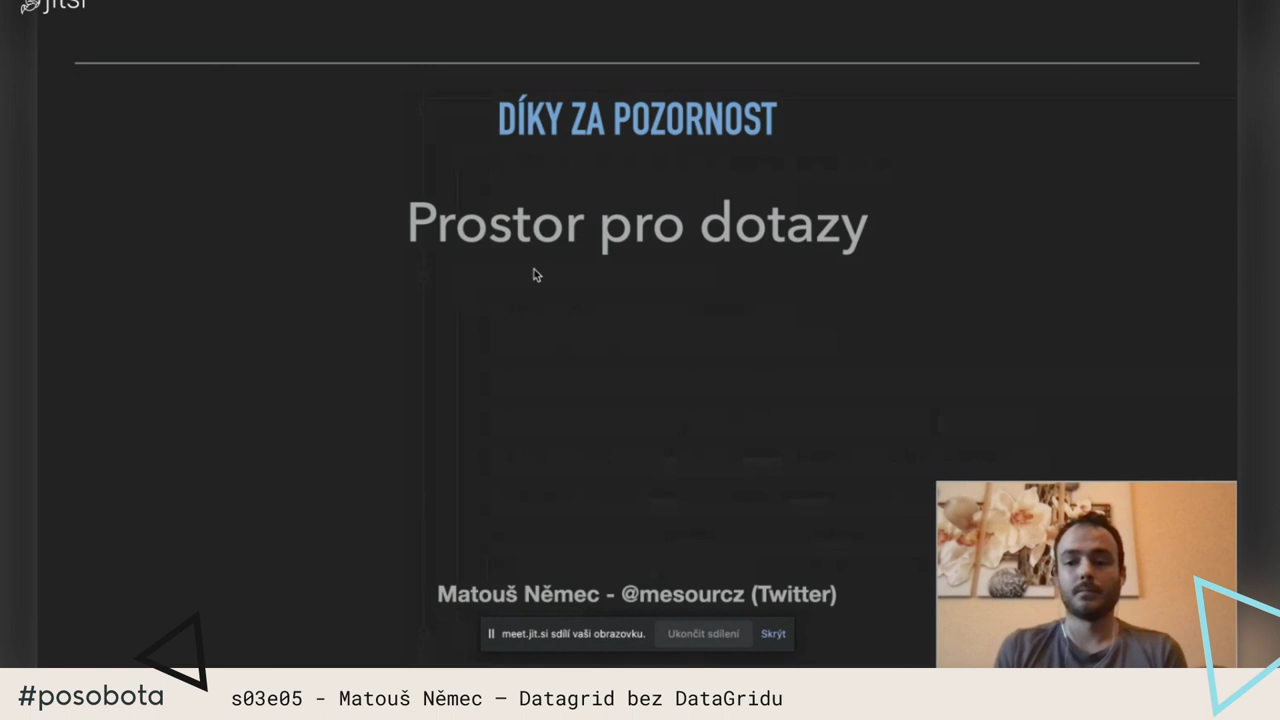 jitsi
DÍKY ZA POZORNOST
Prostor pro dotazy
Matouš Němec - @mesourcz (Twitter)
meet.jit.si sdílí vaši obrazovku. Ukončit sdílení Skrýt
#posobota s03e05 - Matouš Němec – Datagrid bez DataGridu